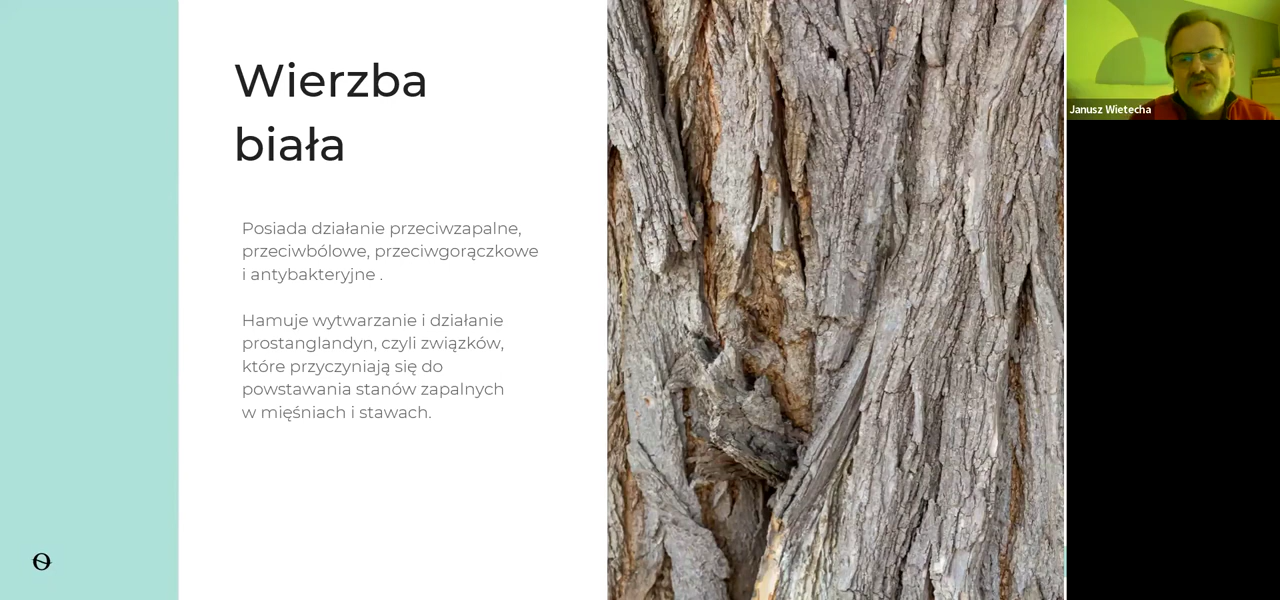 Wierzba
biała
Posiada działanie przeciwzapalne,
przeciwbólowe, przeciwgorączkowe
i antybakteryjne .
Hamuje wytwarzanie i działanie
prostanglandyn, czyli związków,
które przyczyniają się do
powstawania stanów zapalnych
w mięśniach i stawach.
Janusz Wietecha